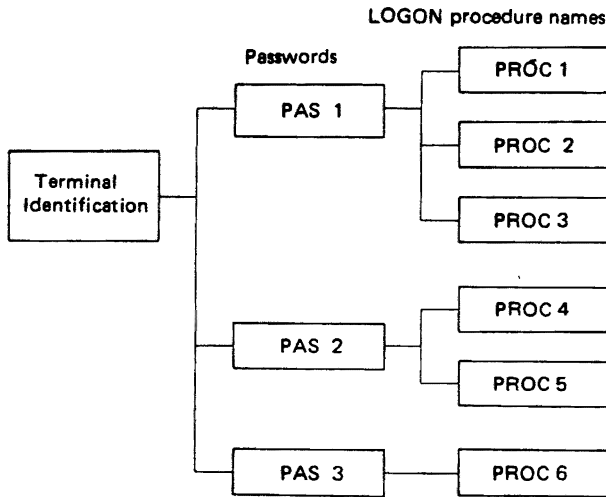 LOGON procedure names
Passwords
PROC 1
PAS 1
PROC 2
Terminal
Identification
PROC 3
PROC 4
PAS 2
PROC 5
PAS 3
PROC 6